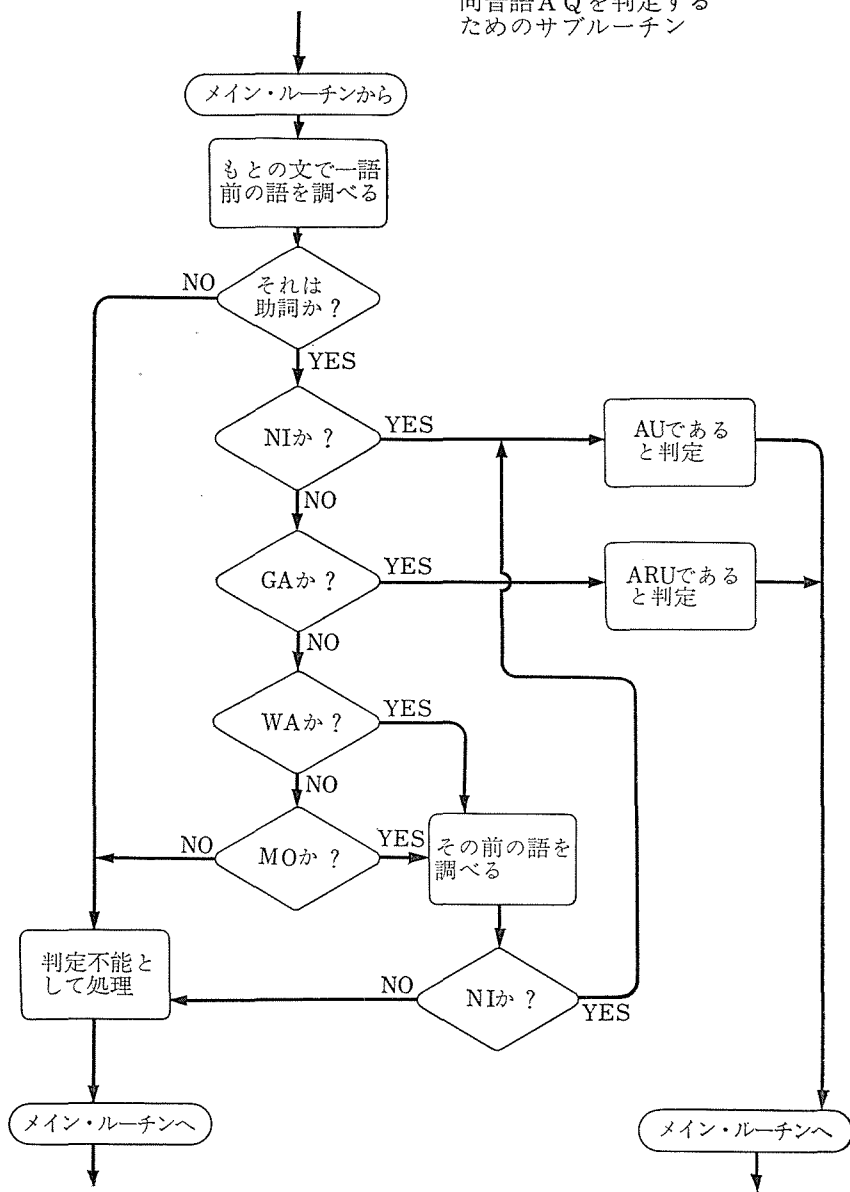 同音語AQを判定する
ためのサブルーチン
メイン・ルーチンから
もとの文で一語
前の語を調べる
それは
助詞か?
NO
YES
NIか?
YES
NO
AUである
と判定
GAか?
YES
NO
ARUである
と判定
WAか?
YES
NO
MOか?
NO
YES
その前の語を
調べる
NIか?
NO
YES
判定不能と
して処理
メイン・ルーチンへ
メイン・ルーチンへ